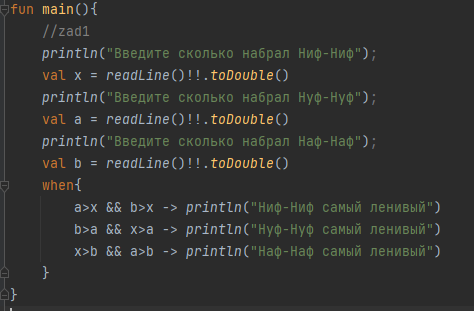 fun main(){
//zad1
println("Введите сколько набрал Ниф-Ниф");
val x = readLine()!!.toDouble()
println("Введите сколько набрал Нуф-Нуф");
val a = readLine()!!.toDouble()
println("Введите сколько набрал Наф-Наф");
val b = readLine()!!.toDouble()
when{
a>x && b>x -> println("Ниф-Ниф самый ленивый")
b>a && x>a -> println("Нуф-Нуф самый ленивый")
x>b && a>b -> println("Наф-Наф самый ленивый")
}
}